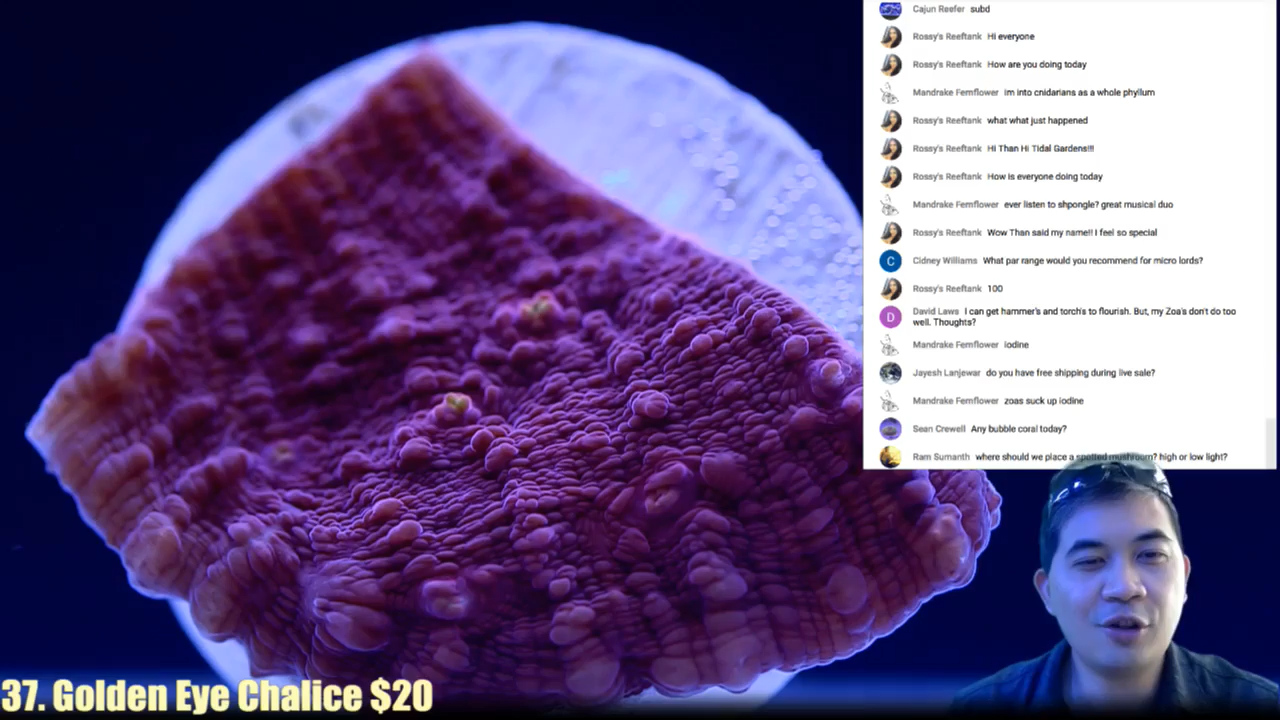 Cajun Reefer subd
Rossy's Reeftank Hi everyone
Rossy's Reeftank How are you doing today
Mandrake Fernflower im into cnidarians as a whole phyllum
Rossy's Reeftank what what just happened
Rossy's Reeftank Hi Than Hi Tidal Gardens!!!
Rossy's Reeftank How is everyone doing today
Mandrake Fernflower ever listen to shpongle? great musical duo
Rossy's Reeftank Wow Than said my name!! I feel so special
C Cidney Williams What par range would you recommend for micro lords?
Rossy's Reeftank 100
D David Laws I can get hammer's and torch's to flourish. But, my Zoa's don't do too
well. Thoughts?
Mandrake Fernflower iodine
Jayesh Lanjewar do you have free shipping during live sale?
Mandrake Fernflower zoas suck up iodine
Sean Crewell Any bubble coral today?
Ram Sumanth where should we place a spotted mushroom? high or low light?
37. Golden Eye Chalice $20